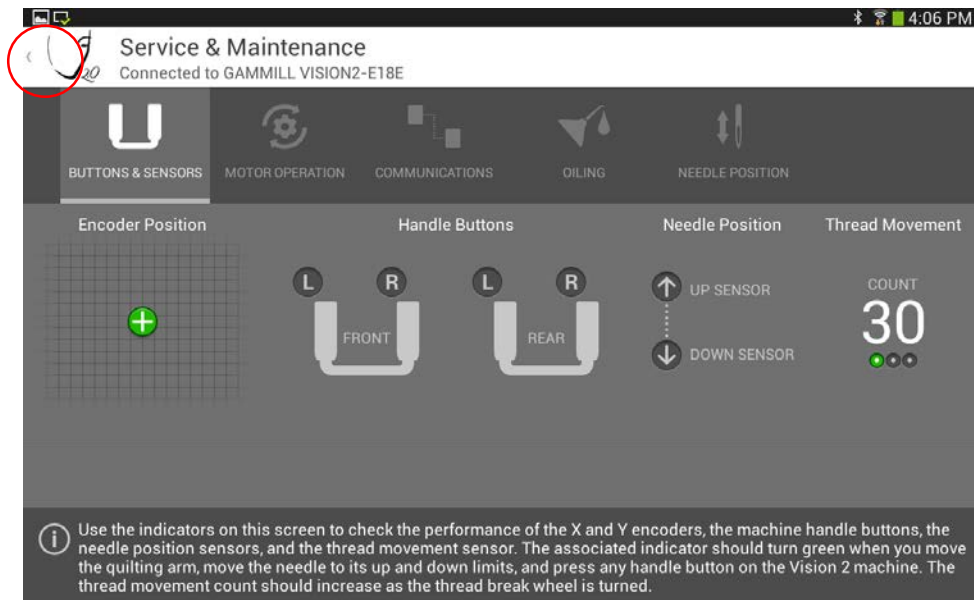 4:06 PM
Service & Maintenance
20
Connected to GAMMILL VISION2-E18E
BUTTONS & SENSORS
MOTOR OPERATION
COMMUNICATIONS
OILING
NEEDLE POSITION
Encoder Position
Handle Buttons
Needle Position
Thread Movement
L R L R
UP SENSOR
COUNT
30
FRONT
REAR
DOWN SENSOR
Use the indicators on this screen to check the performance of the X and Y encoders, the machine handle buttons, the
needle position sensors, and the thread movement sensor. The associated indicator should turn green when you move
the quilting arm, move the needle to its up and down limits, and press any handle button on the Vision 2 machine. The
thread movement count should increase as the thread break wheel is turned.